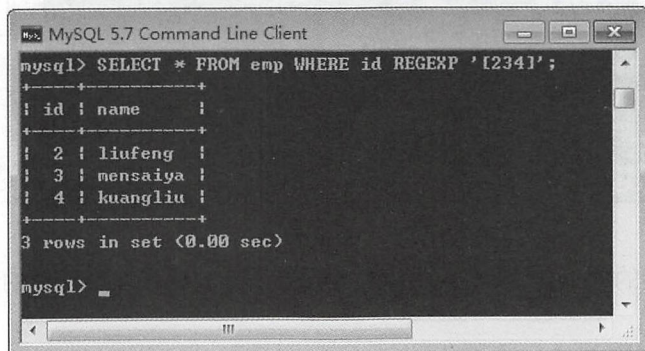 MySQL 5.7 Command Line Client
mysql> SELECT * FROM emp WHERE id REGEXP '[234]';
+----+-----------+
| id | name      |
+----+-----------+
|  2 | liufeng   |
|  3 | mensaiya  |
|  4 | kuangliu  |
+----+-----------+
3 rows in set (0.00 sec)
mysql> _